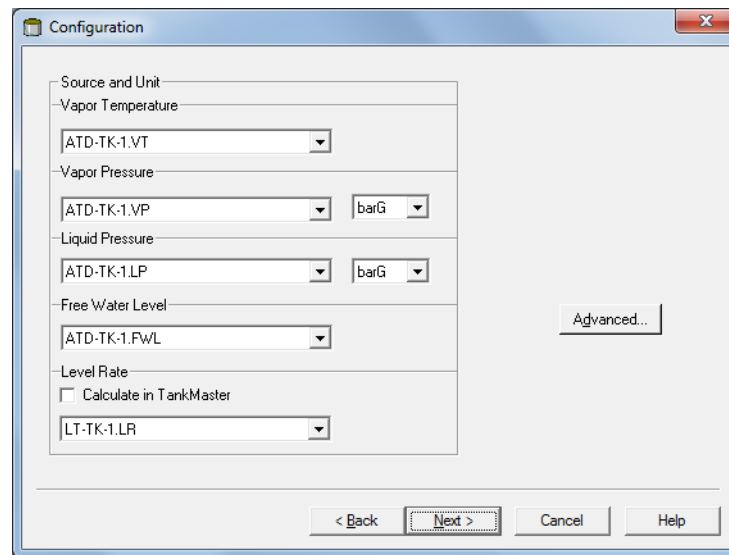 Configuration
Source and Unit
Vapor Temperature
ATD-TK-1.VT
Vapor Pressure
ATD-TK-1.VP barG
Liquid Pressure
ATD-TK-1.LP barG
Free Water Level
ATD-TK-1.FWL
Advanced...
Level Rate
Calculate in TankMaster
LT-TK-1.LR
< Back Next > Cancel Help